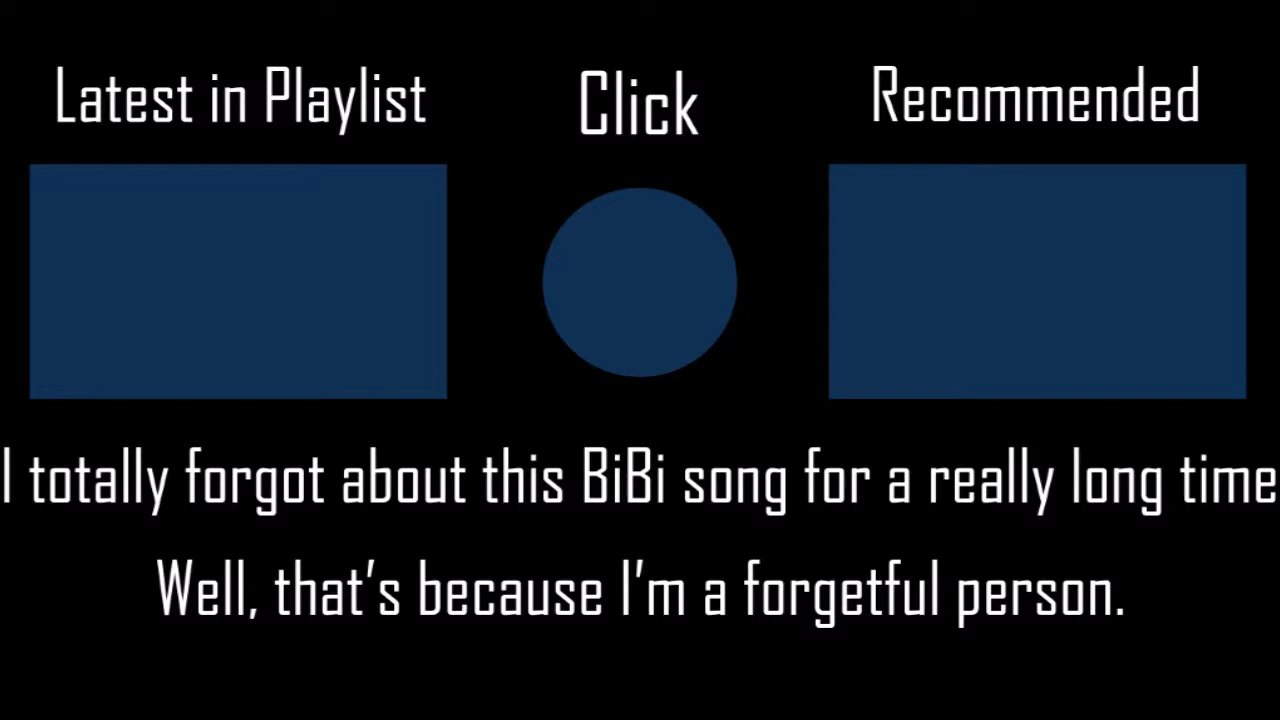 Latest in Playlist
Click
Recommended
I totally forgot about this BiBi song for a really long time
Well, that's because I'm a forgetful person.